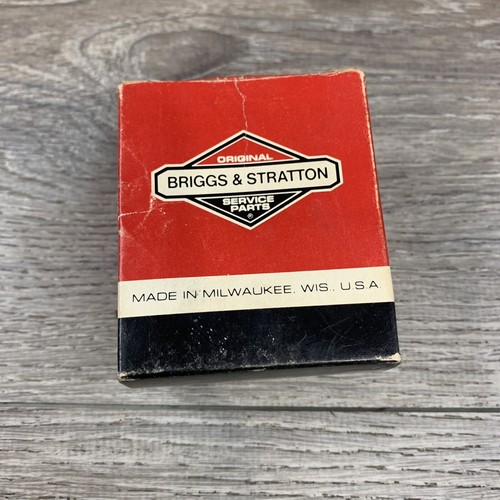 ORIGINAL
BRIGGS & STRATTON
SERVICE
PARTS
®
MADE IN MILWAUKEE, WIS., U.S.A